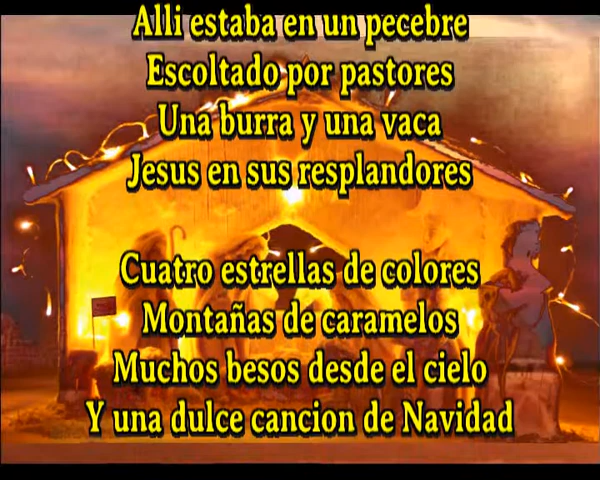 Alli estaba en un pecebre
Escoltado por pastores
Una burra y una vaca
Jesus en sus resplandores
Cuatro estrellas de colores
Montañas de caramelos
Muchos besos desde el cielo
Y una dulce cancion de Navidad